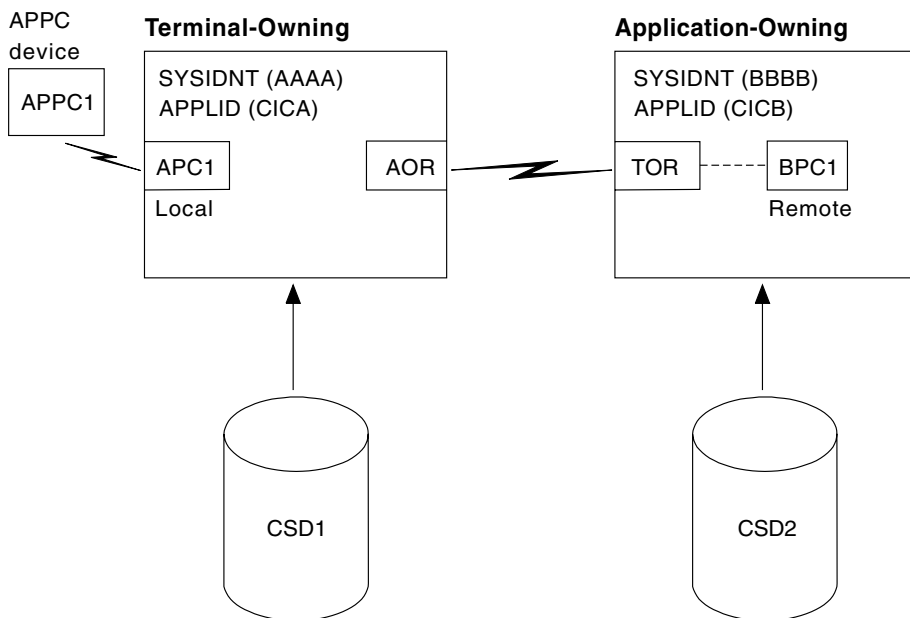 APPC
device
APPC1
Terminal-Owning
SYSIDNT (AAAA)
APPLID (CICA)
APC1
Local
AOR
Application-Owning
SYSIDNT (BBBB)
APPLID (CICB)
TOR
BPC1
Remote
CSD1
CSD2